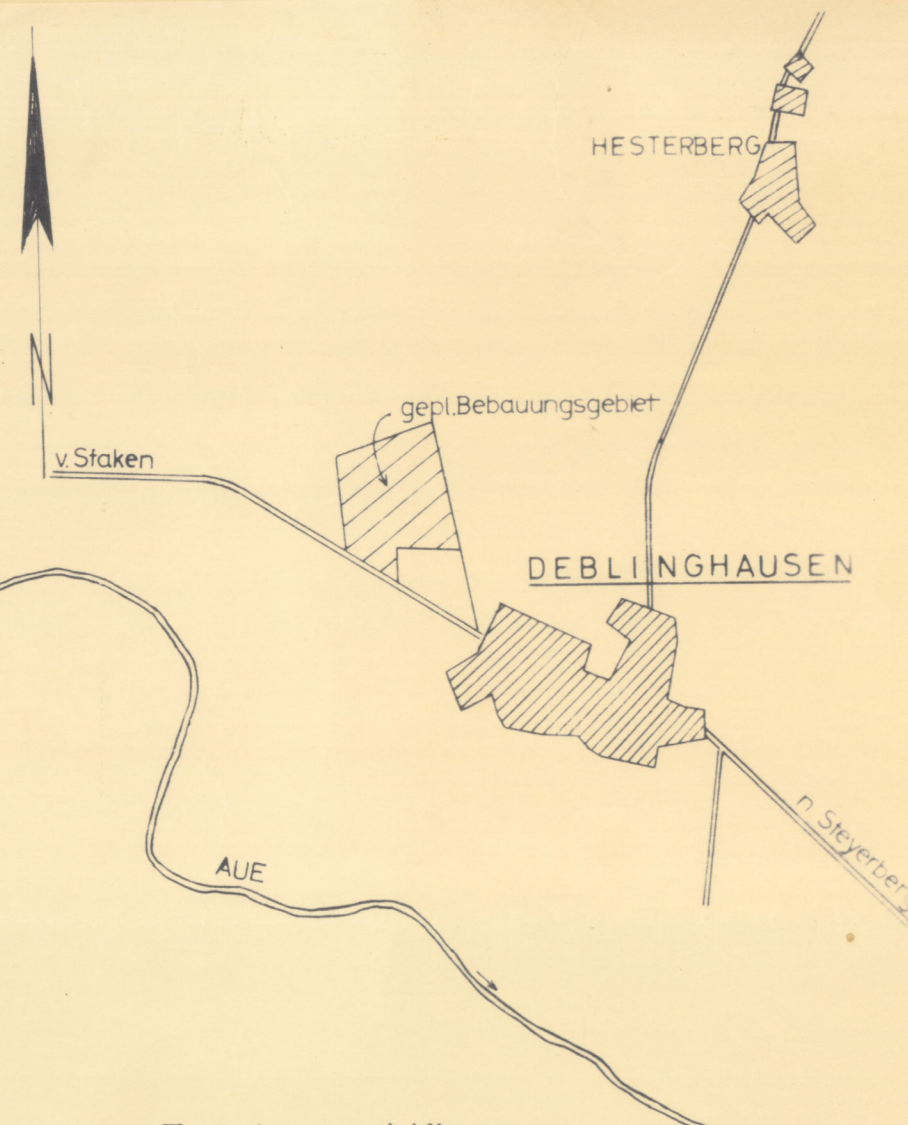 HESTERBERG
N
gepl. Bebauungsgebiet
v. Staken
DEBLINGHAUSEN
n. Steyerberg
AUE